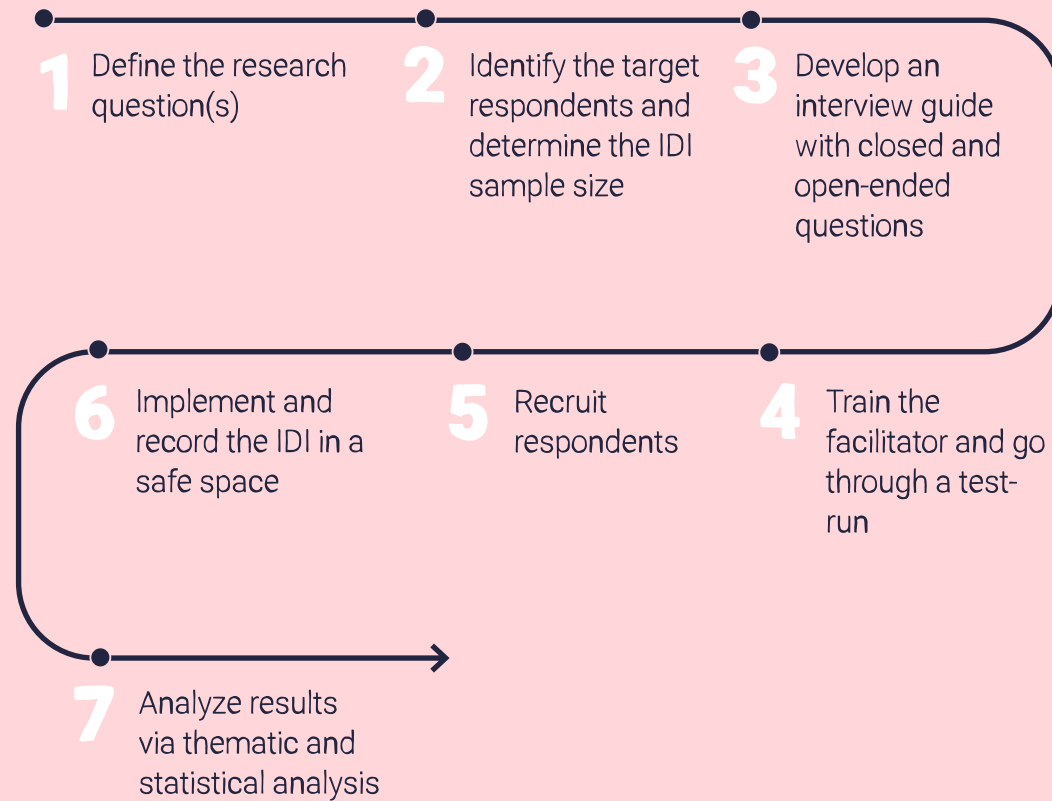 1
Define the research
question(s)
2
Identify the target
respondents and
determine the IDI
sample size
3
Develop an
interview guide
with closed and
open-ended
questions
4
Train the
facilitator and go
through a test-
run
5
Recruit
respondents
6
Implement and
record the IDI in a
safe space
7
Analyze results
via thematic and
statistical analysis